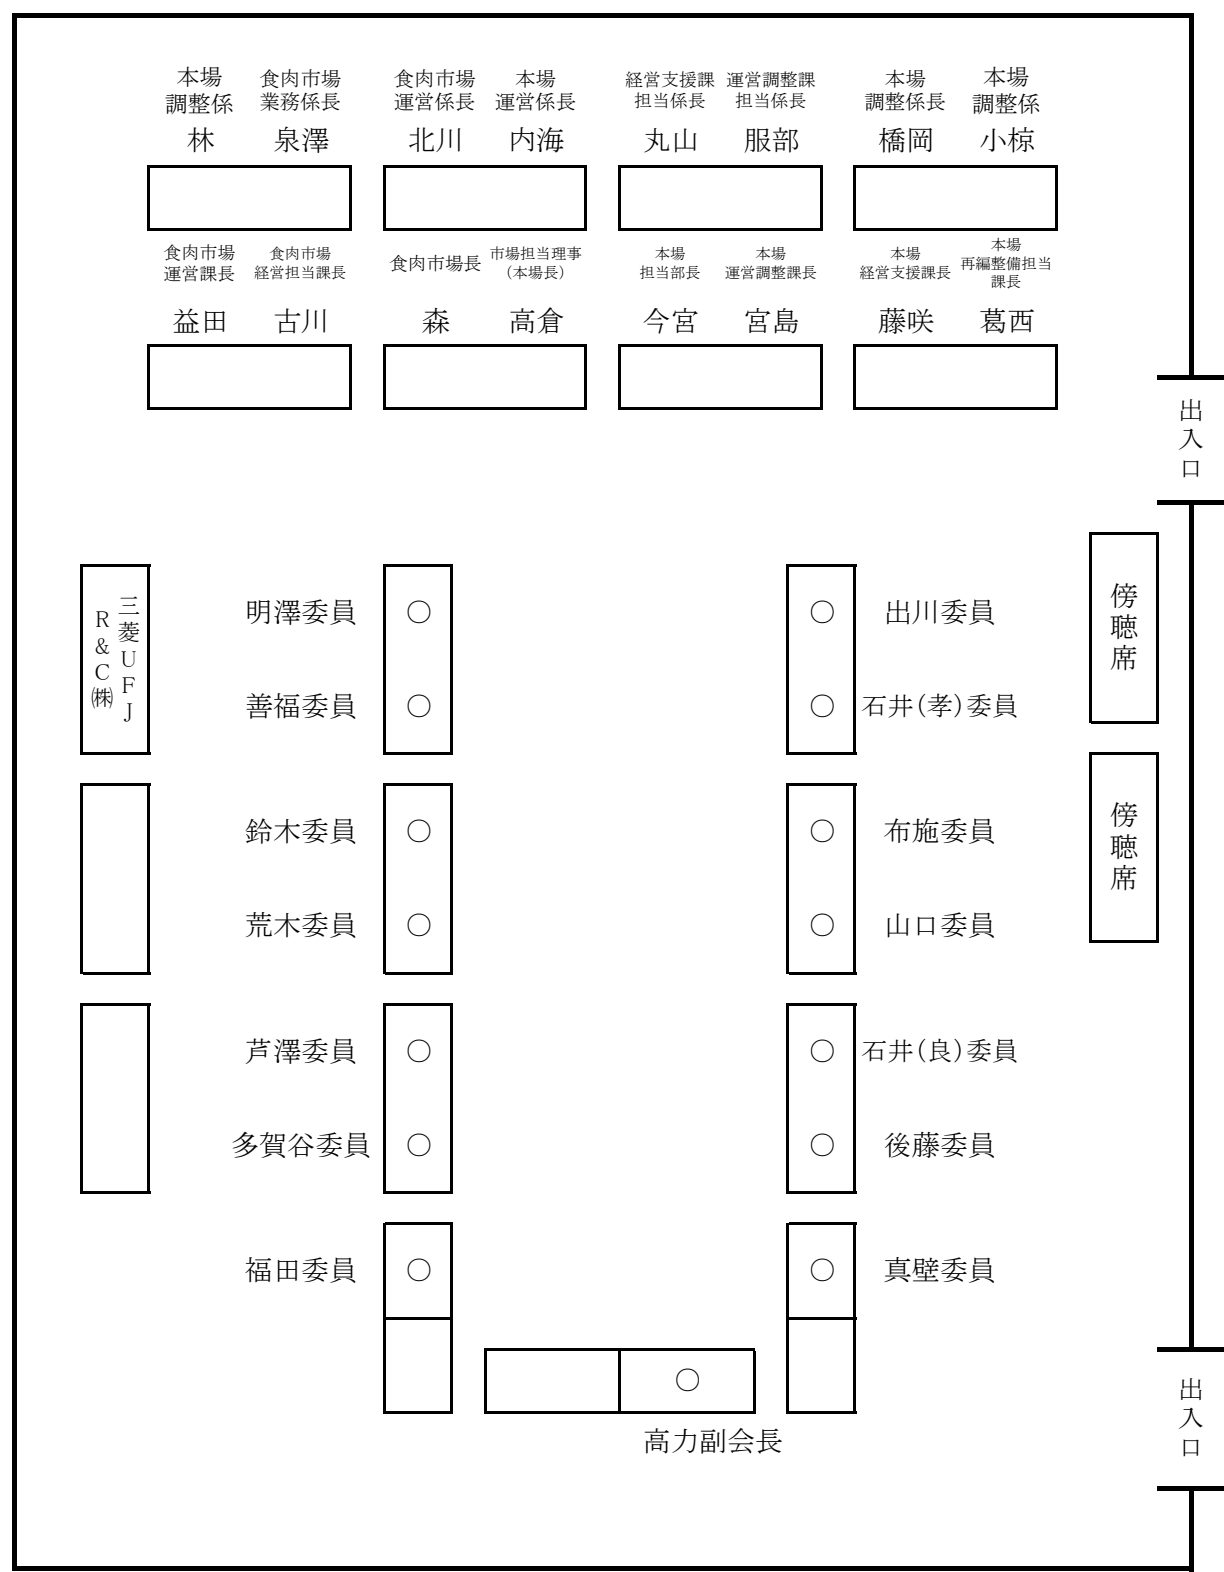 本場 食肉市場 食肉市場 本場 経営支援課 運営調整課 本場 本場
調整係 業務係長 運営係長 運営係長 担当係長 担当係長 調整係長 調整係
林 泉澤 北川 内海 丸山 服部 橋岡 小椋
食肉市場 食肉市場 食肉市場長 市場担当理事 本場 本場 本場 本場
運営課長 経営担当課長 (本場長) 担当部長 運営調整課長 経営支援課長 再編整備担当
課長
益田 古川 森 高倉 今宮 宮島 藤咲 葛西
出入口
三菱UFJ
R&C㈱
明澤委員 ○ ○ 出川委員
傍聴席
善福委員 ○ ○ 石井(孝)委員
鈴木委員 ○ ○ 布施委員
傍聴席
荒木委員 ○ ○ 山口委員
芦澤委員 ○ ○ 石井(良)委員
多賀谷委員 ○ ○ 後藤委員
福田委員 ○ ○ 真壁委員
○
高力副会長
出入口